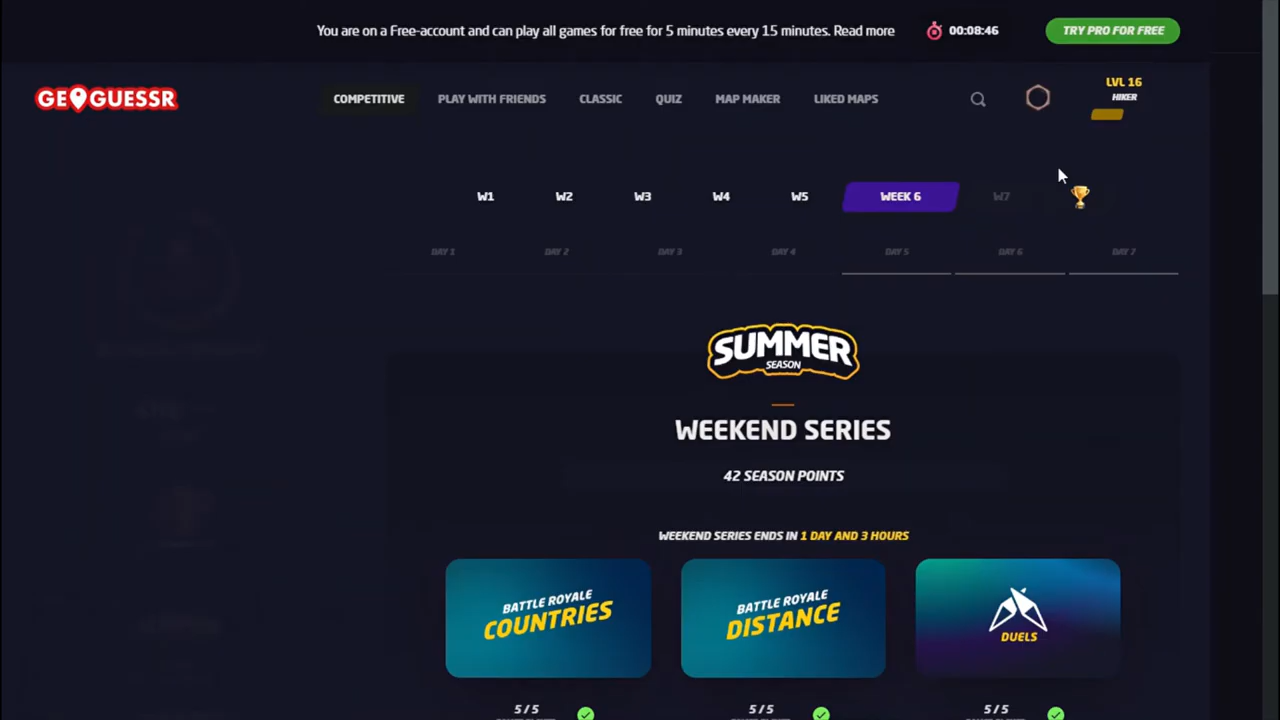 You are on a Free-account and can play all games for free for 5 minutes every 15 minutes. Read more
00:08:46
TRY PRO FOR FREE
GEOGUESSR
COMPETITIVE
PLAY WITH FRIENDS
CLASSIC
QUIZ
MAP MAKER
LIKED MAPS
LVL 16
HIKER
W1
W2
W3
W4
W5
WEEK 6
W7
DAY 1
DAY 2
DAY 3
DAY 4
DAY 5
DAY 6
DAY 7
SUMMER
SEASON
WEEKEND SERIES
42 SEASON POINTS
WEEKEND SERIES ENDS IN 1 DAY AND 3 HOURS
BATTLE ROYALE
COUNTRIES
BATTLE ROYALE
DISTANCE
DUELS
5 / 5
5 / 5
5 / 5